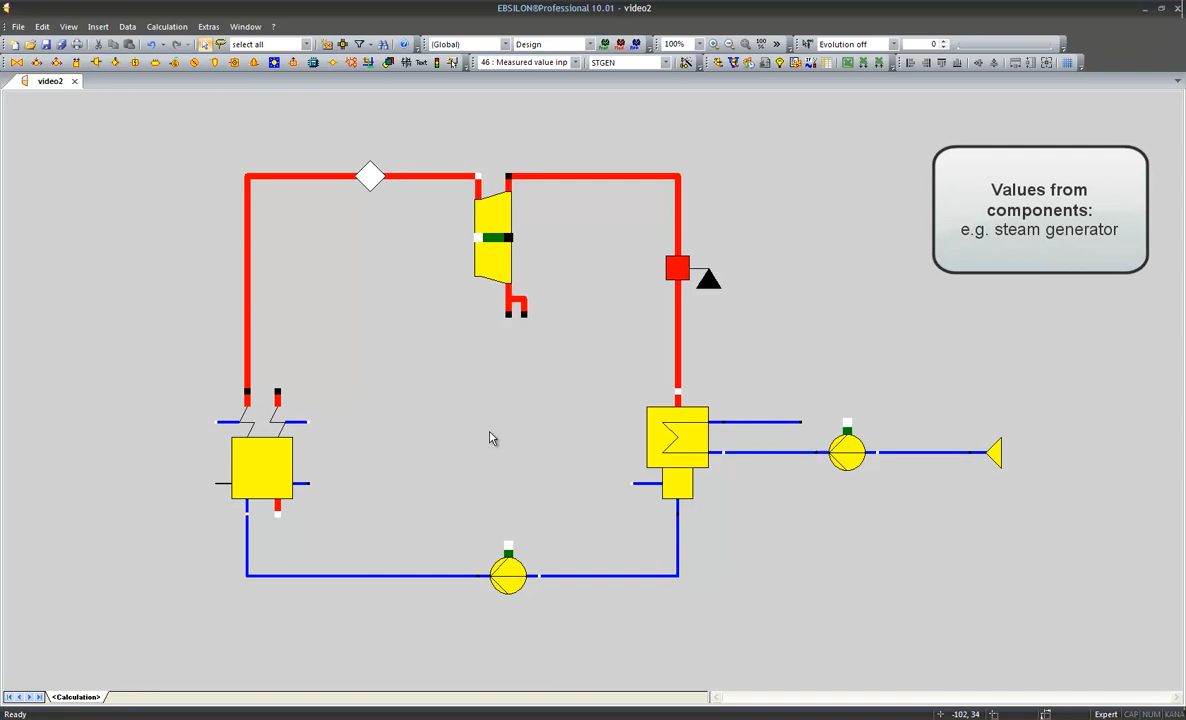 EBSILON®Professional 10.01 - video2
File Edit View Insert Data Calculation Extras Window ?
select all (Global) Design 100% 100% Evolution off 0
Text 46 : Measured value inp STGEN
video2
Values from
components:
e.g. steam generator
<Calculation>
Ready -102, 34 Expert CAP NUM KANA